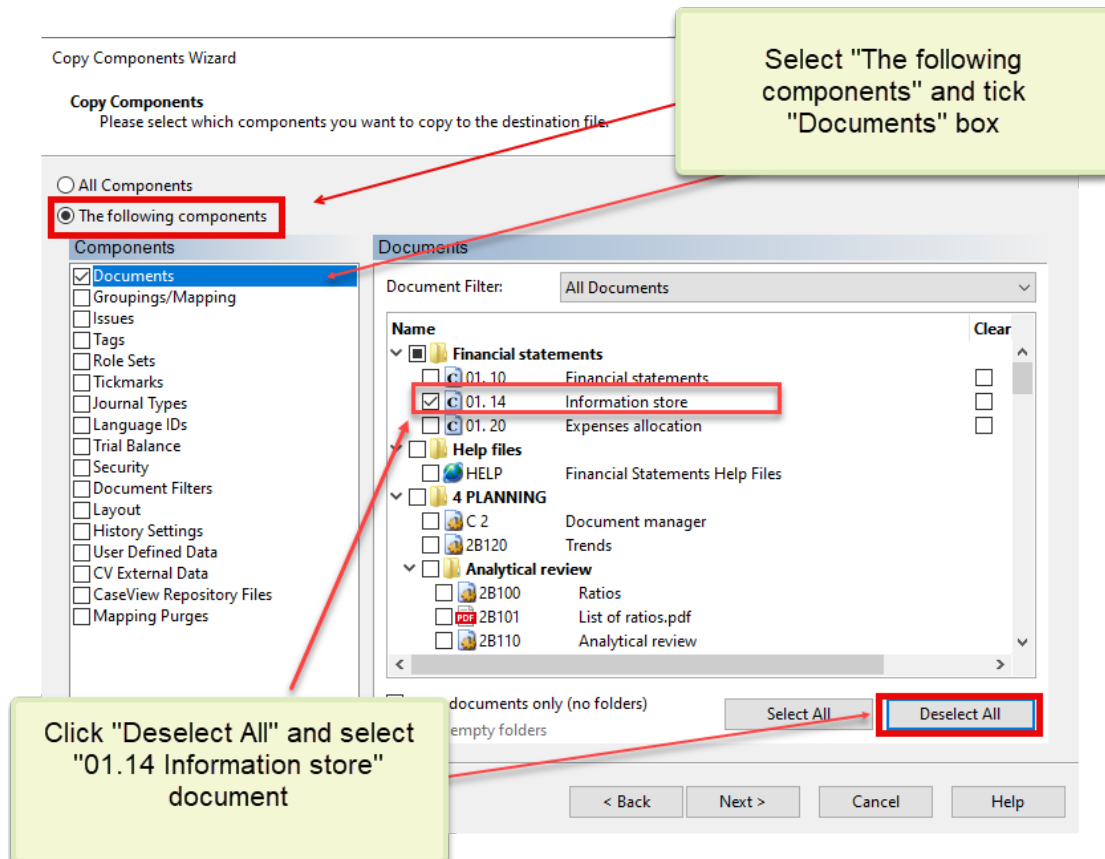 Copy Components Wizard
Select "The following
components" and tick
"Documents" box
Copy Components
Please select which components you want to copy to the destination file.
All Components
The following components
Components
Documents
Groupings/Mapping
Issues
Tags
Role Sets
Tickmarks
Journal Types
Language IDs
Trial Balance
Security
Document Filters
Layout
History Settings
User Defined Data
CV External Data
CaseView Repository Files
Mapping Purges
Documents
Document Filter: All Documents
Name Clear
Financial statements
01. 10 Financial statements
01. 14 Information store
01. 20 Expenses allocation
Help files
HELP Financial Statements Help Files
4 PLANNING
C 2 Document manager
2B120 Trends
Analytical review
2B100 Ratios
PDF 2B101 List of ratios.pdf
2B110 Analytical review
documents only (no folders)
empty folders
Select All Deselect All
Click "Deselect All" and select
"01.14 Information store"
document
< Back Next > Cancel Help